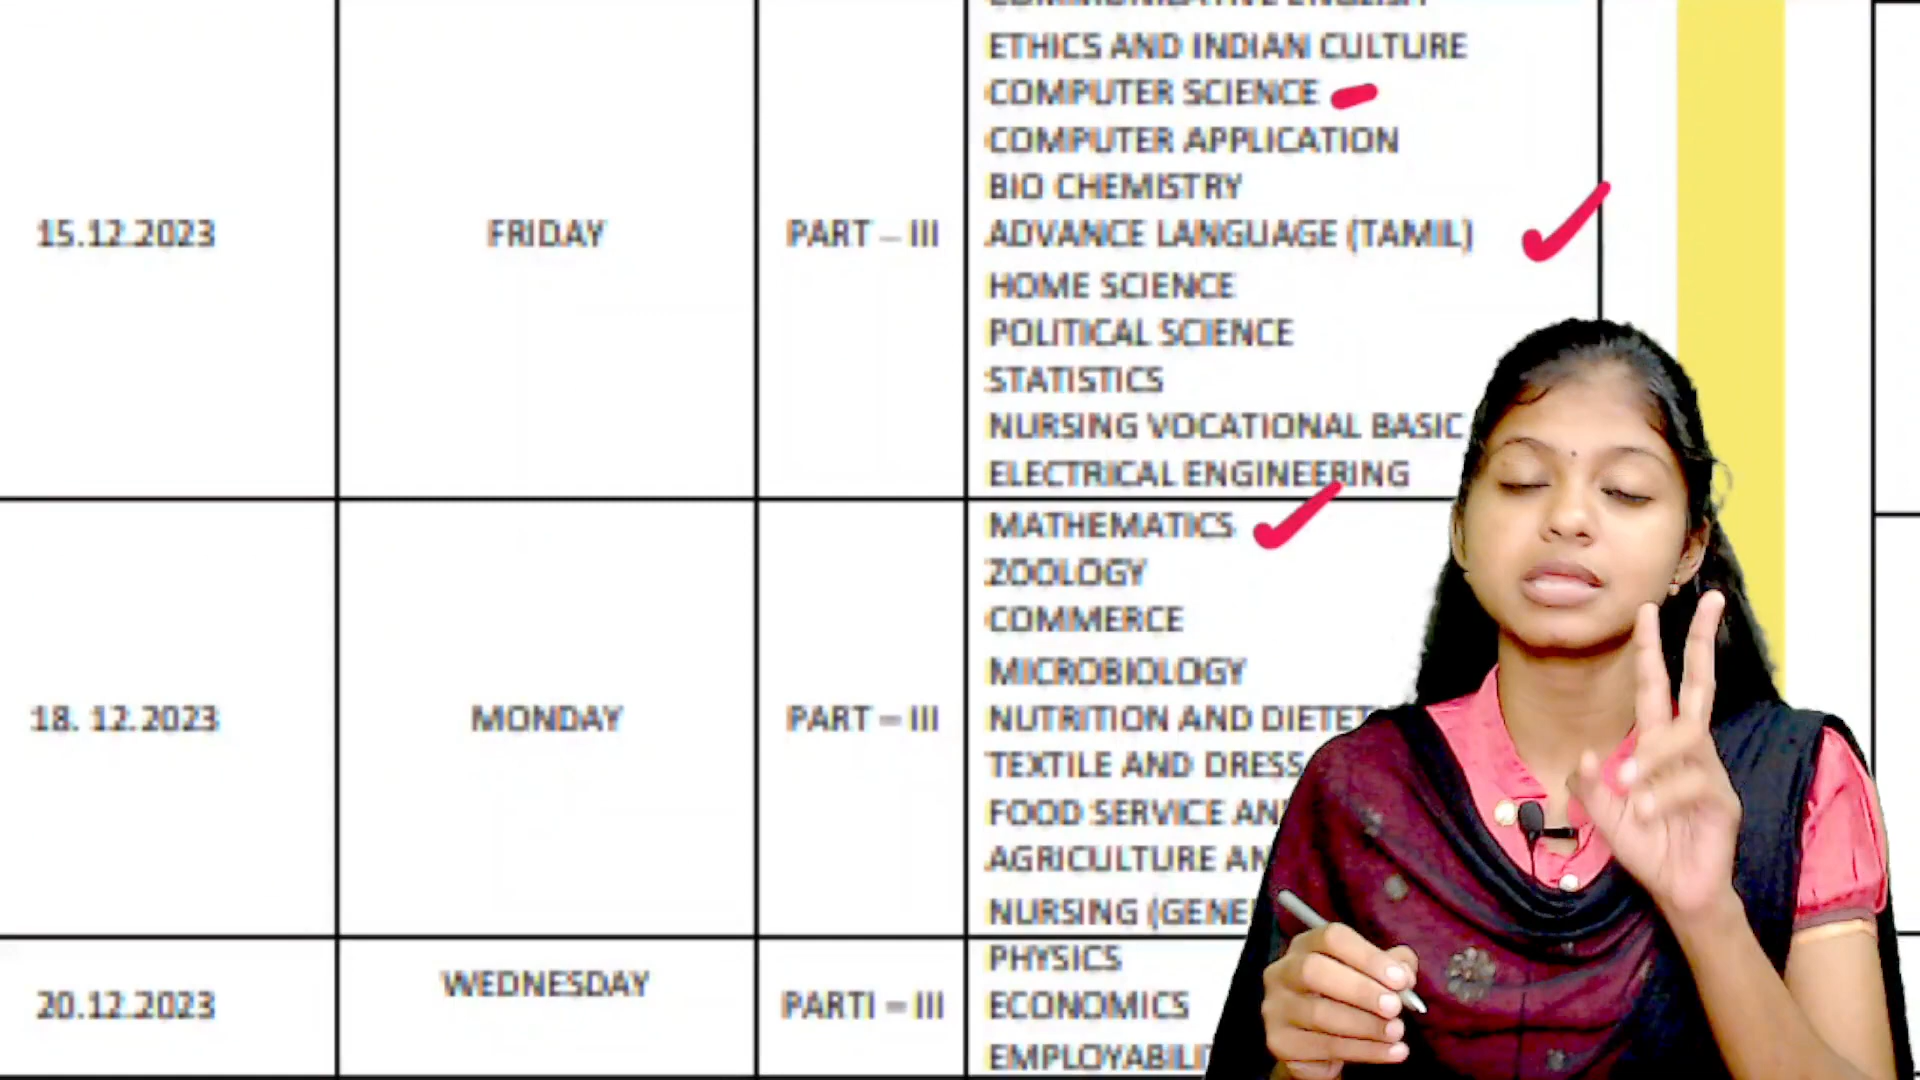 COMMUNICATIVE ENGLISH
ETHICS AND INDIAN CULTURE
COMPUTER SCIENCE
COMPUTER APPLICATION
BIO CHEMISTRY
15.12.2023 FRIDAY PART – III ADVANCE LANGUAGE (TAMIL)
HOME SCIENCE
POLITICAL SCIENCE
STATISTICS
NURSING VOCATIONAL BASIC
ELECTRICAL ENGINEERING
MATHEMATICS
ZOOLOGY
COMMERCE
MICROBIOLOGY
18. 12.2023 MONDAY PART – III NUTRITION AND DIETET
TEXTILE AND DRESS
FOOD SERVICE AN
AGRICULTURE AN
NURSING (GENE
PHYSICS
20.12.2023 WEDNESDAY PARTI – III ECONOMICS
EMPLOYABILI